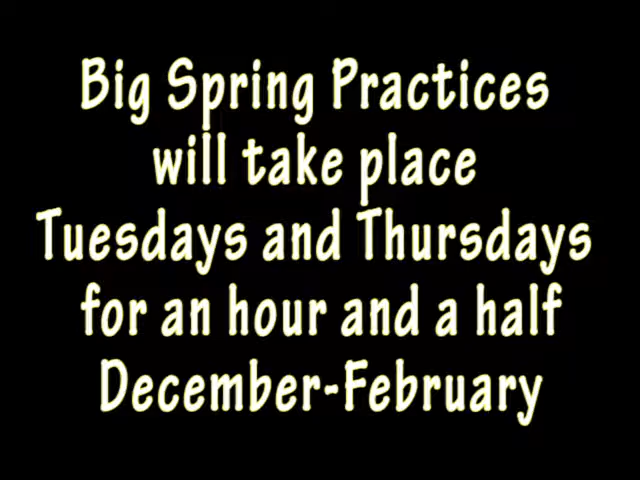 Big Spring Practices
will take place
Tuesdays and Thursdays
for an hour and a half
December-February